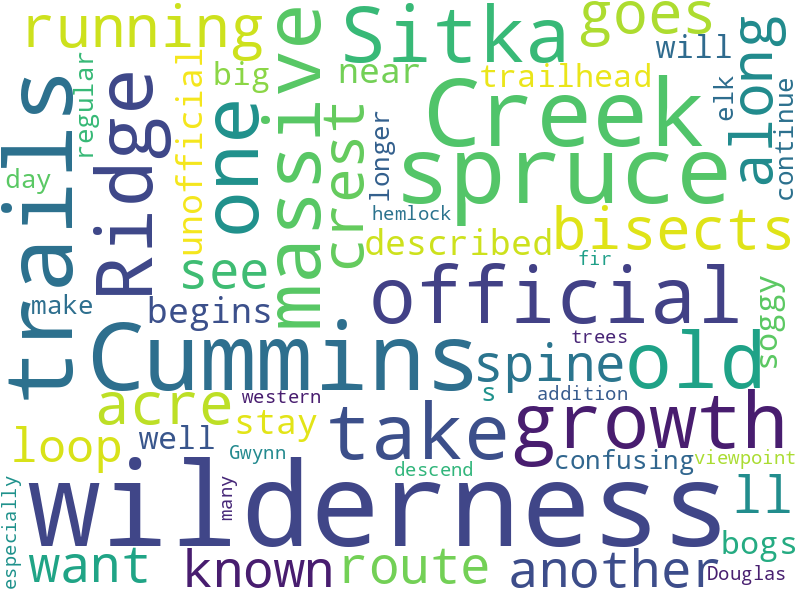 running
massive
Sitka
goes
will
along
regular
big
near
trailhead
elk
continue
trails
Ridge
unofficial
one
crest
longer
Creek
spruce
day
hemlock
bisects
described
see
fir
soggy
make
begins
official
trees
Cummins
spine
old
s
addition
western
acre
take
growth
loop
well
stay
Gwynn
confusing
viewpoint
descend
especially
wilderness
many
ll
bogs
want
known
route
another
Douglas